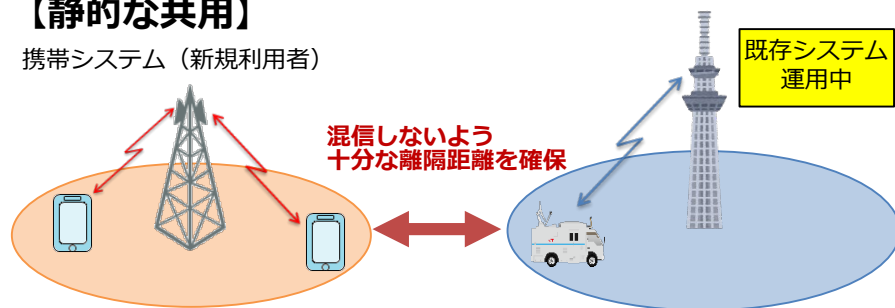 【静的な共用】
携帯システム（新規利用者）
既存システム
運用中
混信しないよう
十分な離隔距離を確保